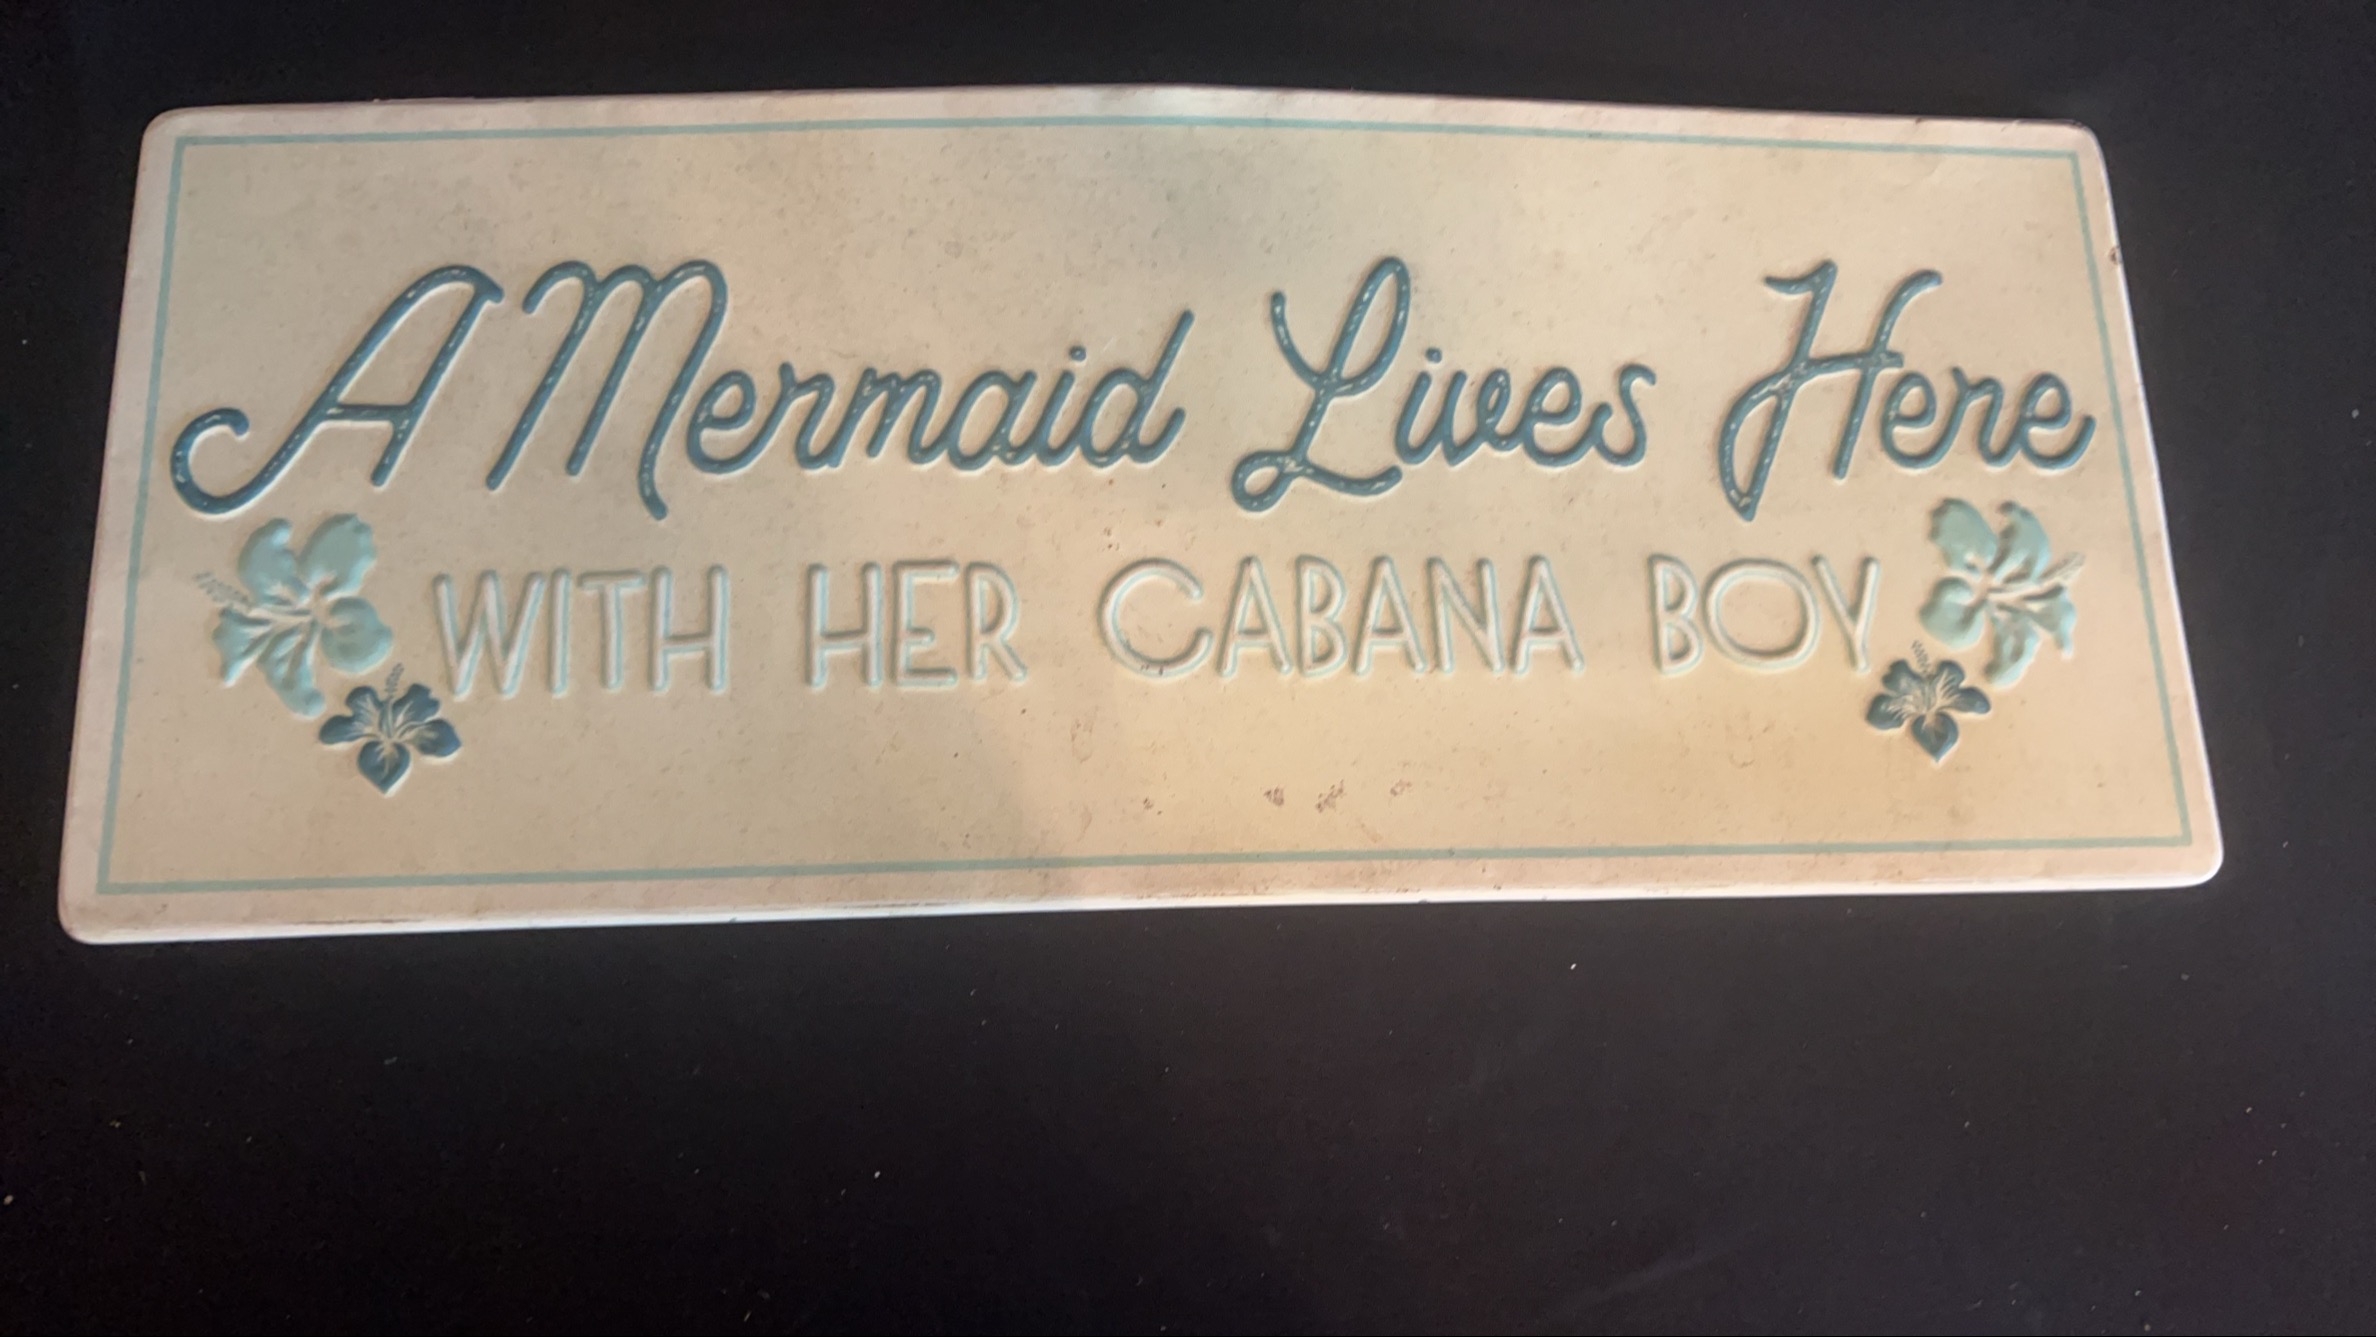 A Mermaid Lives Here
WITH HER CABANA BOY